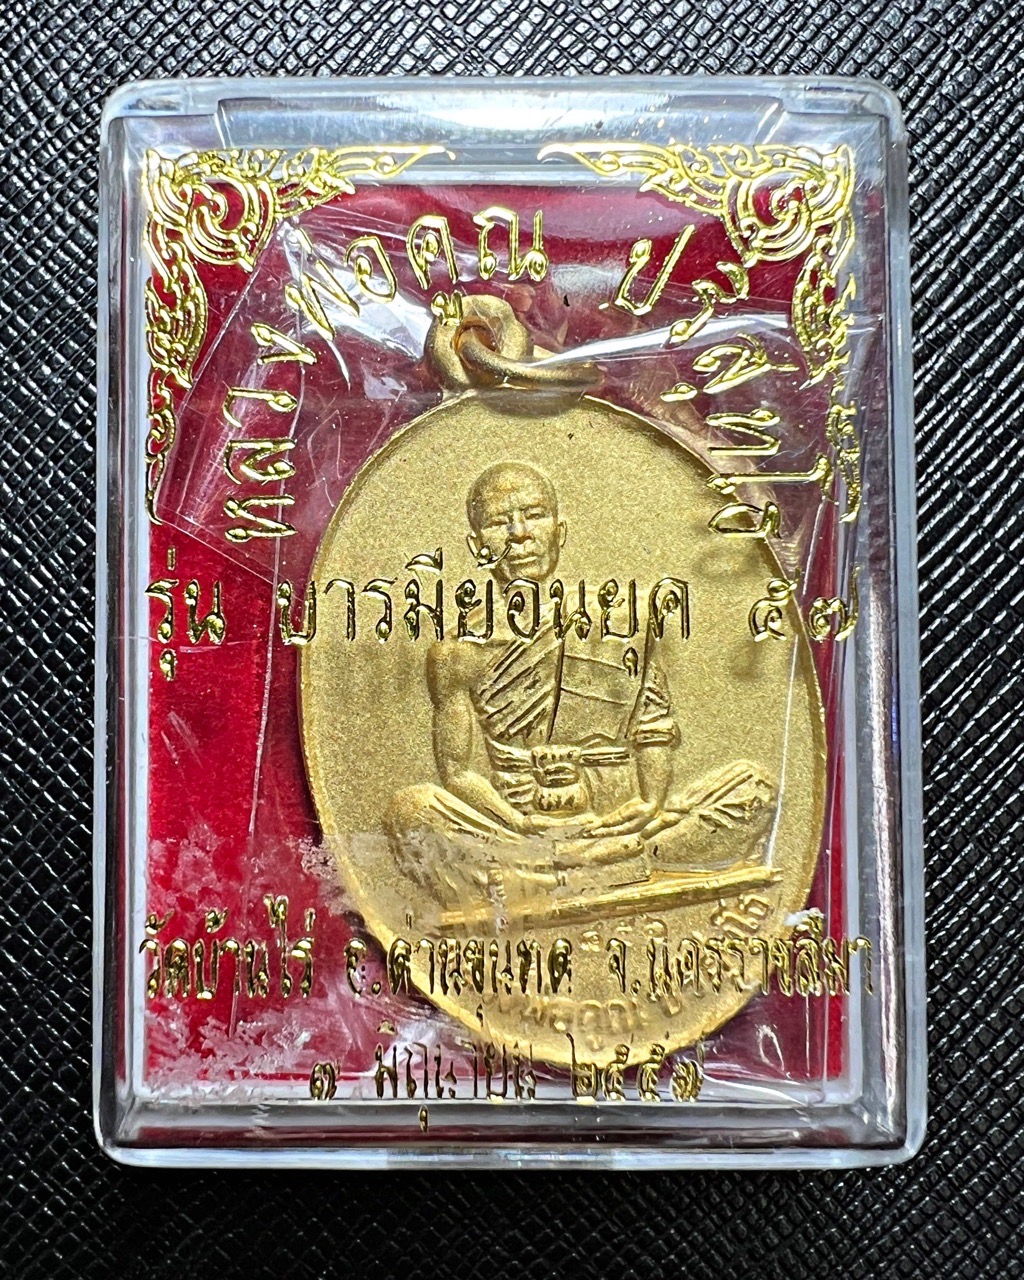 หลวงพ่อคูณ ปริสุทฺโธ
รุ่น บารมีย้อนยุค ๕๗
วัดบ้านไร่ อ.ด่านขุนทด จ.นครราชสีมา
๓ มิถุนายน ๒๕๕๗